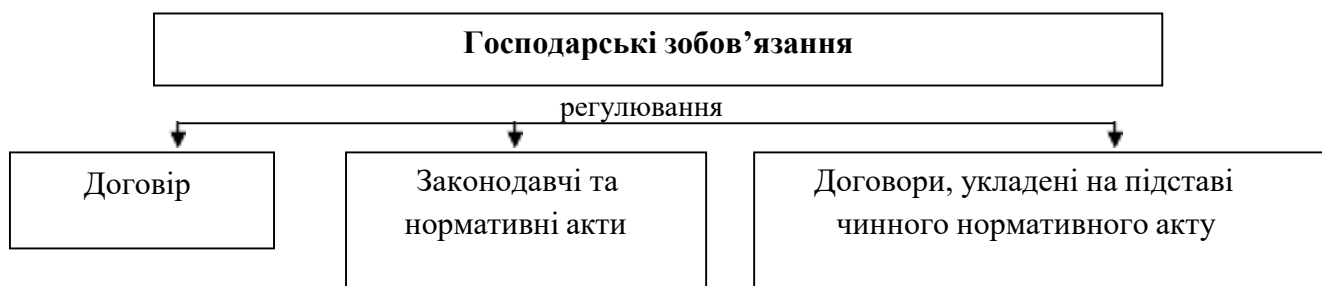 Господарські зобов’язання
регулювання
Договір
Законодавчі та
нормативні акти
Договори, укладені на підставі
чинного нормативного акту